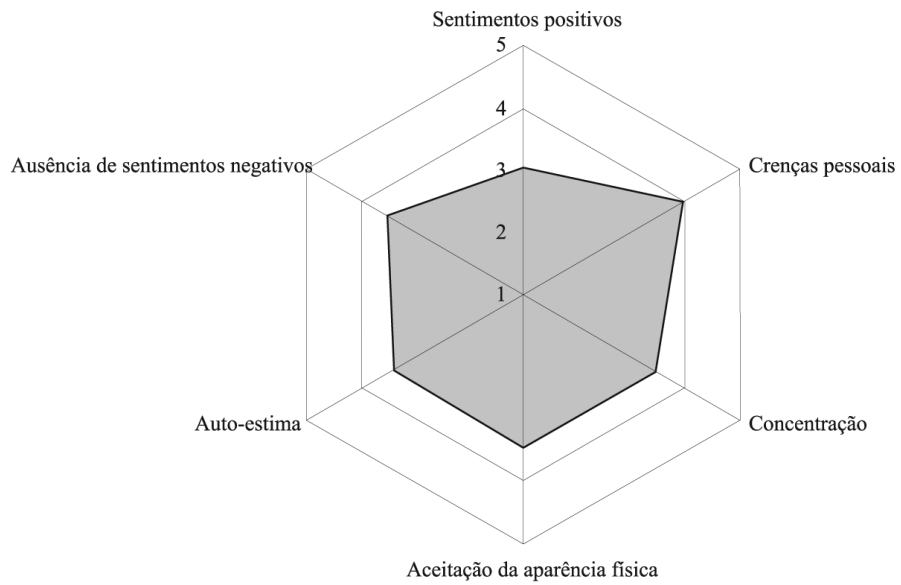 Sentimentos positivos
5
4
Ausência de sentimentos negativos
3
Crenças pessoais
2
1
Auto-estima
Concentração
Aceitação da aparência física